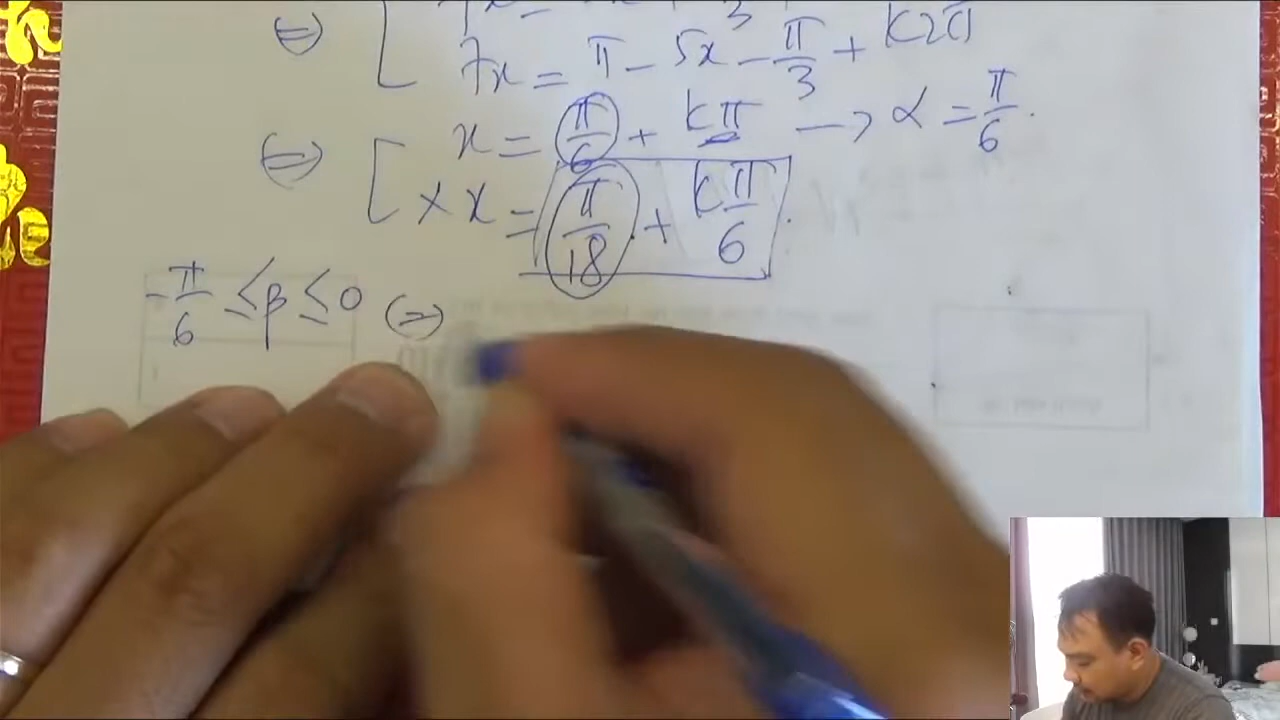 ⇔
7x = π - 5x - π/3 + k2π
⇔ [ x = π/6 + kπ → α = π/6.
x x = π/18 + kπ/6.
-π/6 ≤ β ≤ 0 ⇔